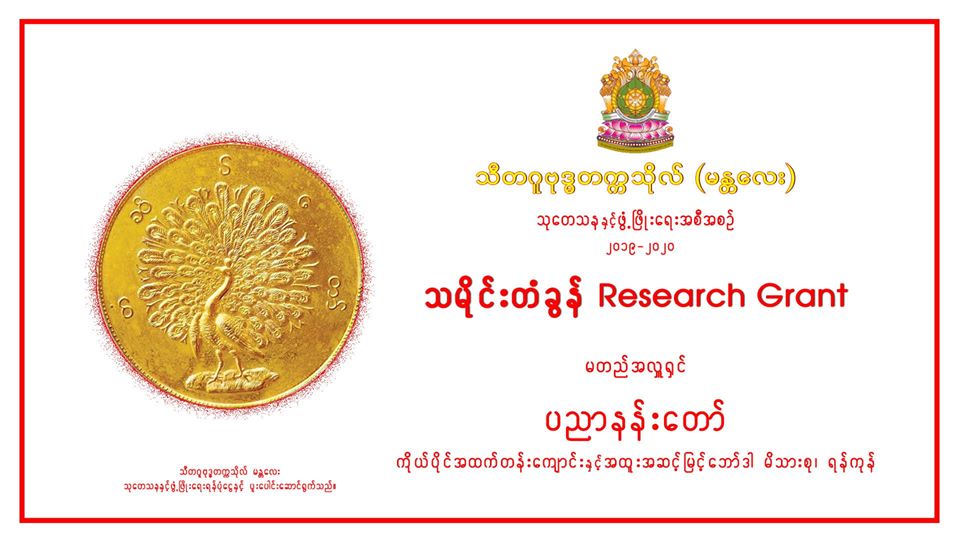 သီတဂူဗုဒ္ဓတက္ကသိုလ် (မန္တလေး)
သုတေသနနှင့်ဖွံ့ဖြိုးရေးအစီအစဉ်
၂၀၁၉-၂၀၂၀
သမိုင်းတံခွန် Research Grant
မတည်အလှူရှင်
ပညာနန်းတော်
ကိုယ်ပိုင်အထက်တန်းကျောင်းနှင့်အထူးအဆင့်မြင့်ဘော်ဒါ မိသားစု၊ ရန်ကုန်
သီတဂူဗုဒ္ဓတက္ကသိုလ် မန္တလေး
သုတေသနနှင့်ဖွံ့ဖြိုးရေးရန်ပုံငွေနှင့် ပူးပေါင်းဆောင်ရွက်သည်။